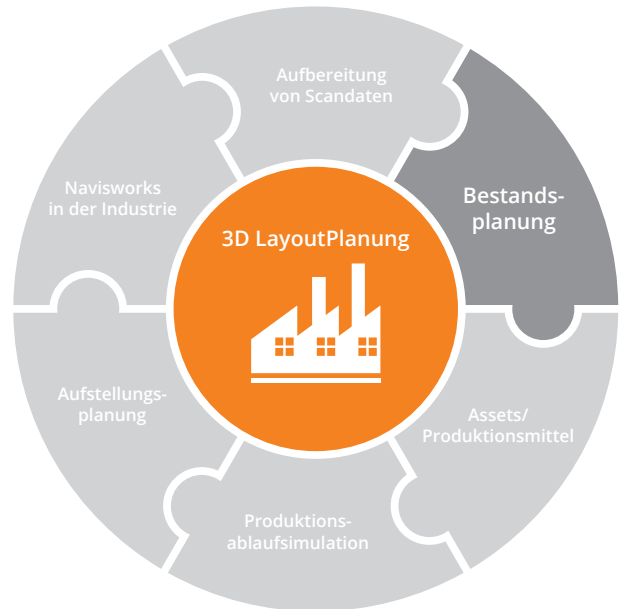 Aufbereitung
von Scandaten
Bestands-
planung
Assets/
Produktionsmittel
Produktions-
ablaufsimulation
Aufstellungs-
planung
Navisworks
in der Industrie
3D LayoutPlanung